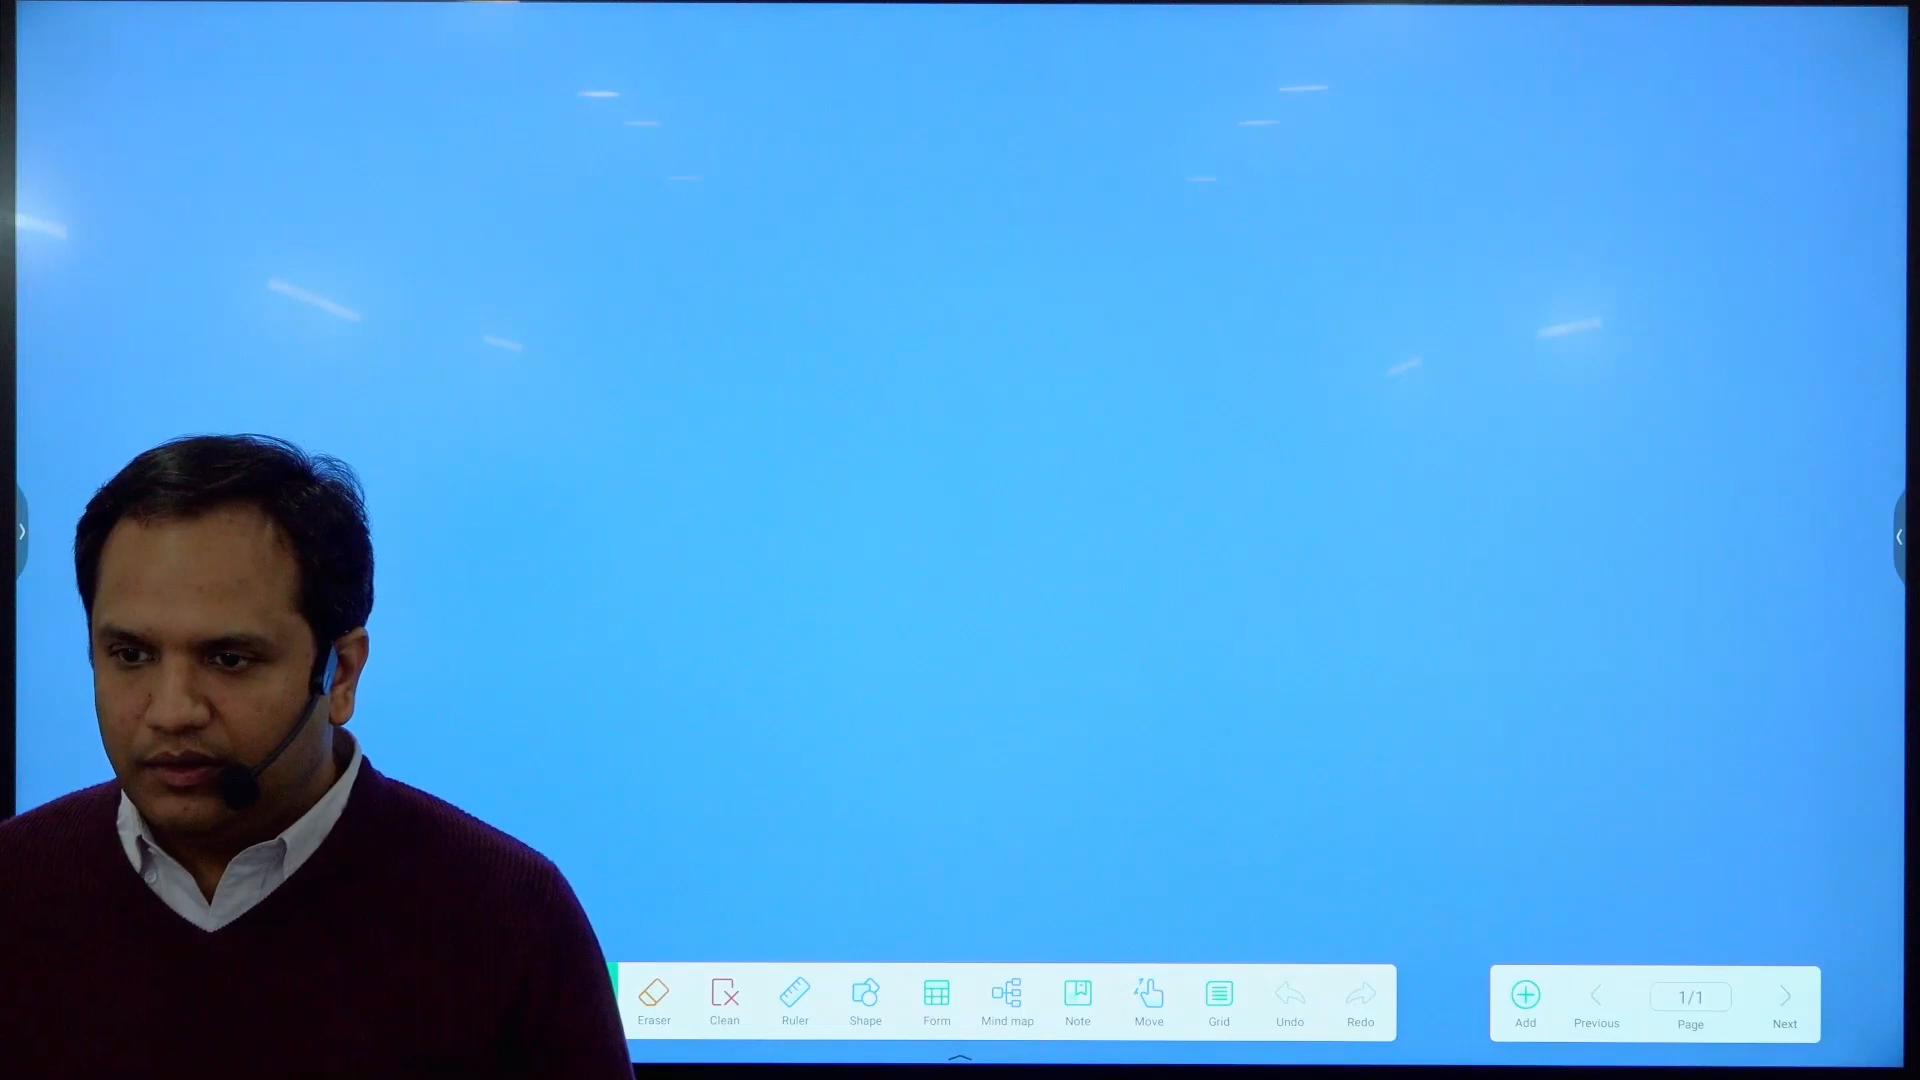 Eraser
Clean
Ruler
Shape
Form
Mind map
Note
Move
Grid
Undo
Redo
Add
Previous
1/1
Page
Next